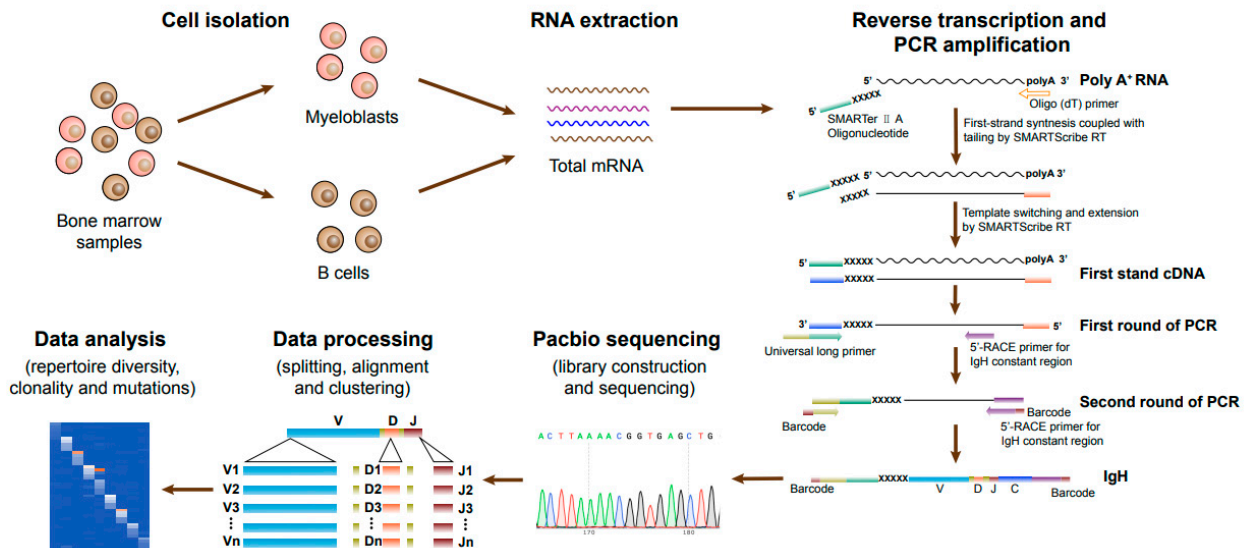 Cell isolation
Bone marrow
samples
Myeloblasts
B cells
RNA extraction
Total mRNA
Reverse transcription and
PCR amplification
polyA 3'
Poly A⁺ RNA
5' XXXXX
Oligo (dT) primer
SMARTer II A
Oligonucleotide
First-strand syntnesis coupled with
tailing by SMARTScribe RT
5' XXXXX 5' polyA 3'
XXXXX
Template switching and extension
by SMARTScribe RT
5' XXXXX polyA 3'
First stand cDNA
3' XXXXX 5'
First round of PCR
Universal long primer
5'-RACE primer for
IgH constant region
XXXXX
Second round of PCR
Barcode
Barcode
5'-RACE primer for
IgH constant region
IgH
Barcode XXXXX V D J C Barcode
Pacbio sequencing
(library construction
and sequencing)
A C T T A A A A C G G T G A G C T G
170 180
Data processing
(splitting, alignment
and clustering)
V D J
V1 D1 J1
V2 D2 J2
V3 D3 J3
⋮ ⋮ ⋮
Vn Dn Jn
Data analysis
(repertoire diversity,
clonality and mutations)